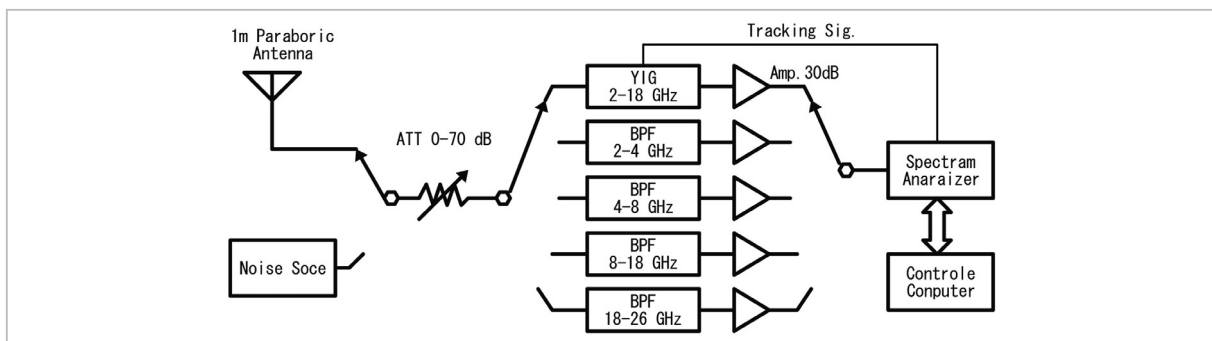 1m Paraboric
Antenna
Tracking Sig.
YIG
2-18 GHz
Amp. 30dB
ATT 0-70 dB
BPF
2-4 GHz
Spectram
Anaraizer
BPF
4-8 GHz
Noise Soce
BPF
8-18 GHz
Controle
Conputer
BPF
18-26 GHz